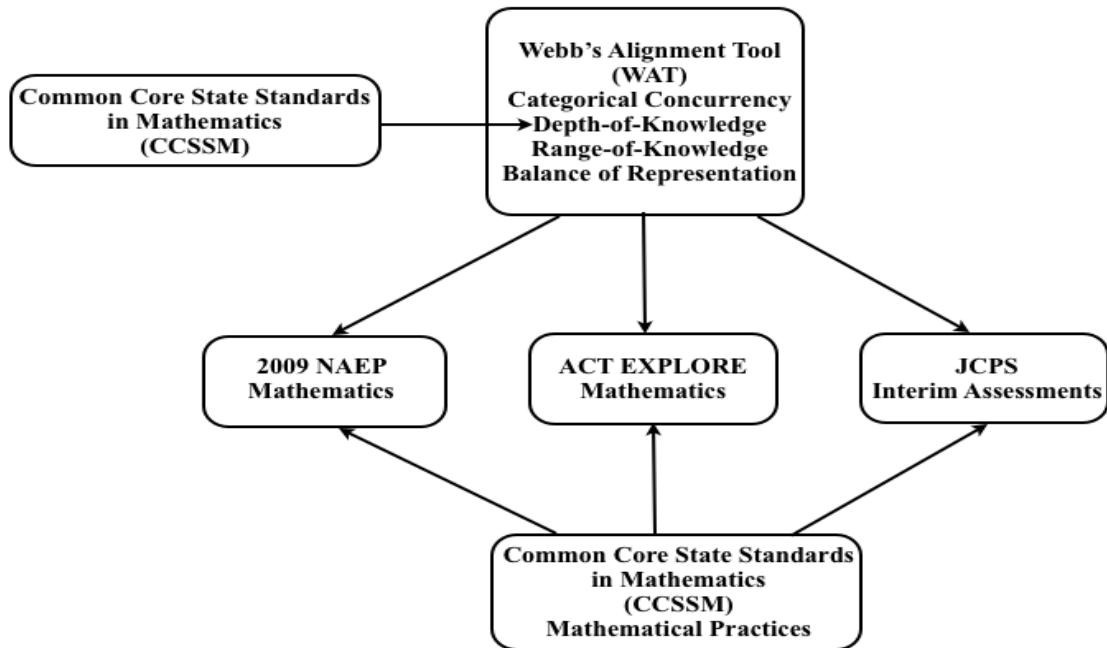 Common Core State Standards
in Mathematics
(CCSSM)
Webb's Alignment Tool
(WAT)
Categorical Concurrency
Depth-of-Knowledge
Range-of-Knowledge
Balance of Representation
2009 NAEP
Mathematics
ACT EXPLORE
Mathematics
JCPS
Interim Assessments
Common Core State Standards
in Mathematics
(CCSSM)
Mathematical Practices